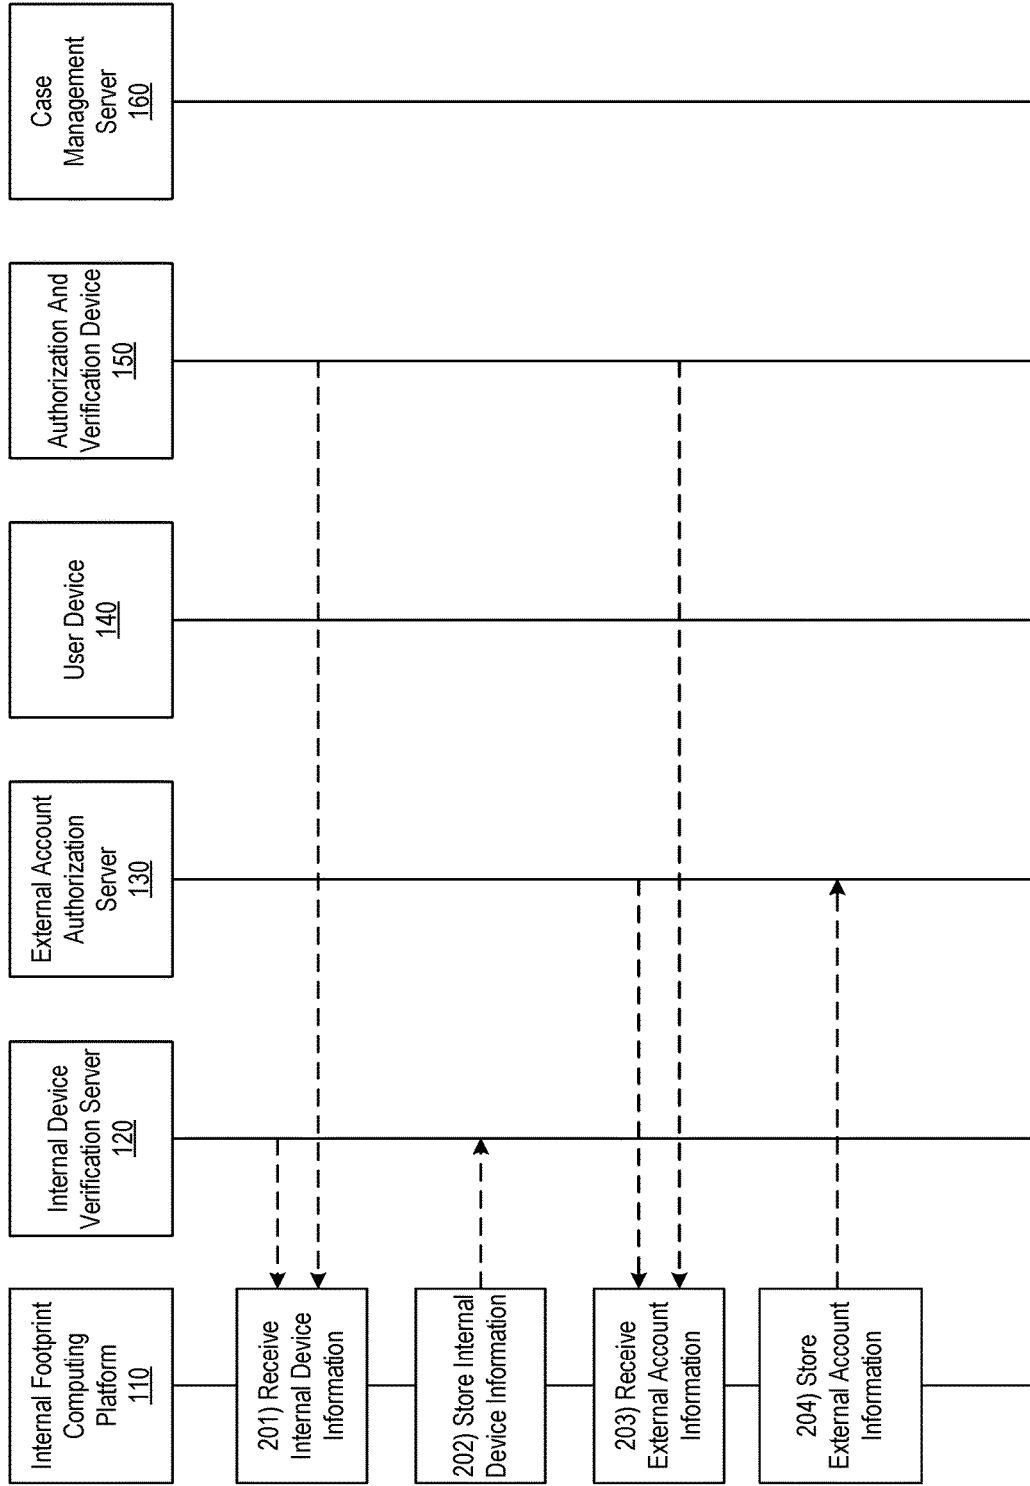 Internal Footprint
Computing
Platform
110
Internal Device
Verification Server
120
External Account
Authorization
Server
130
User Device
140
Authorization And
Verification Device
150
Case
Management
Server
160
201) Receive
Internal Device
Information
202) Store Internal
Device Information
203) Receive
External Account
Information
204) Store
External Account
Information